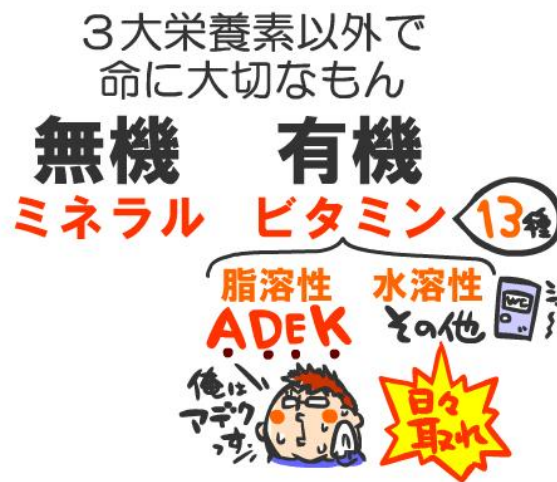 3大栄養素以外で
命に大切なもん
無機 有機
ミネラル ビタミン 13種
脂溶性 水溶性
ADEK その他
WC
俺は
アデク
っす
日々
取れ